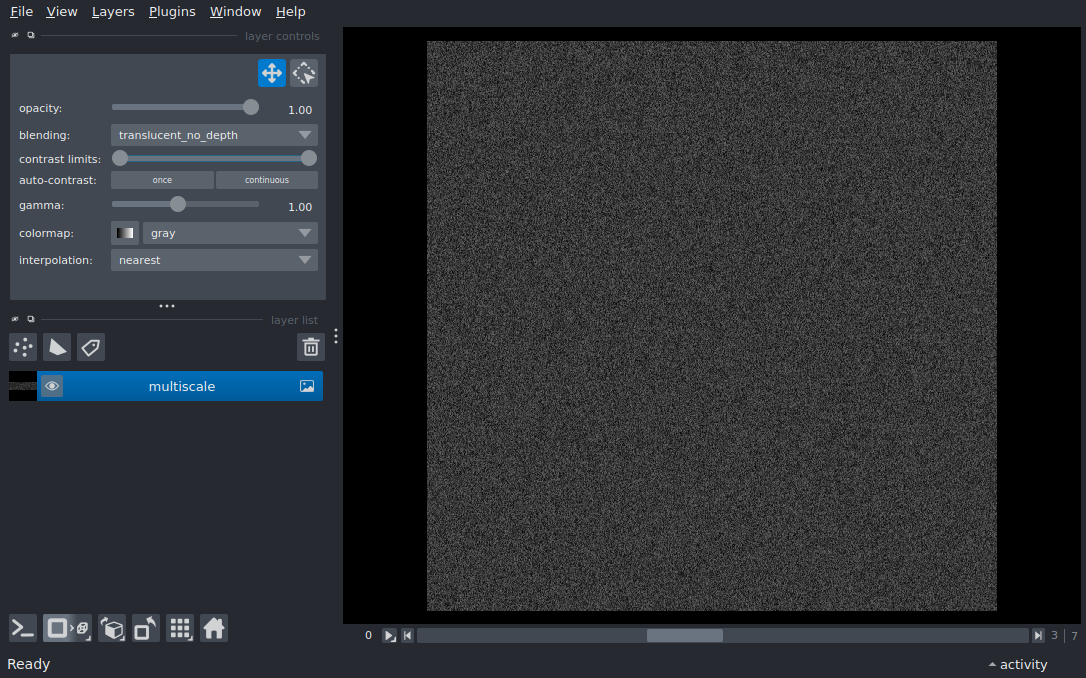 File View Layers Plugins Window Help
layer controls
opacity: 1.00
blending: translucent_no_depth
contrast limits:
auto-contrast: once continuous
gamma: 1.00
colormap: gray
interpolation: nearest
layer list
multiscale
0 3 7
Ready activity